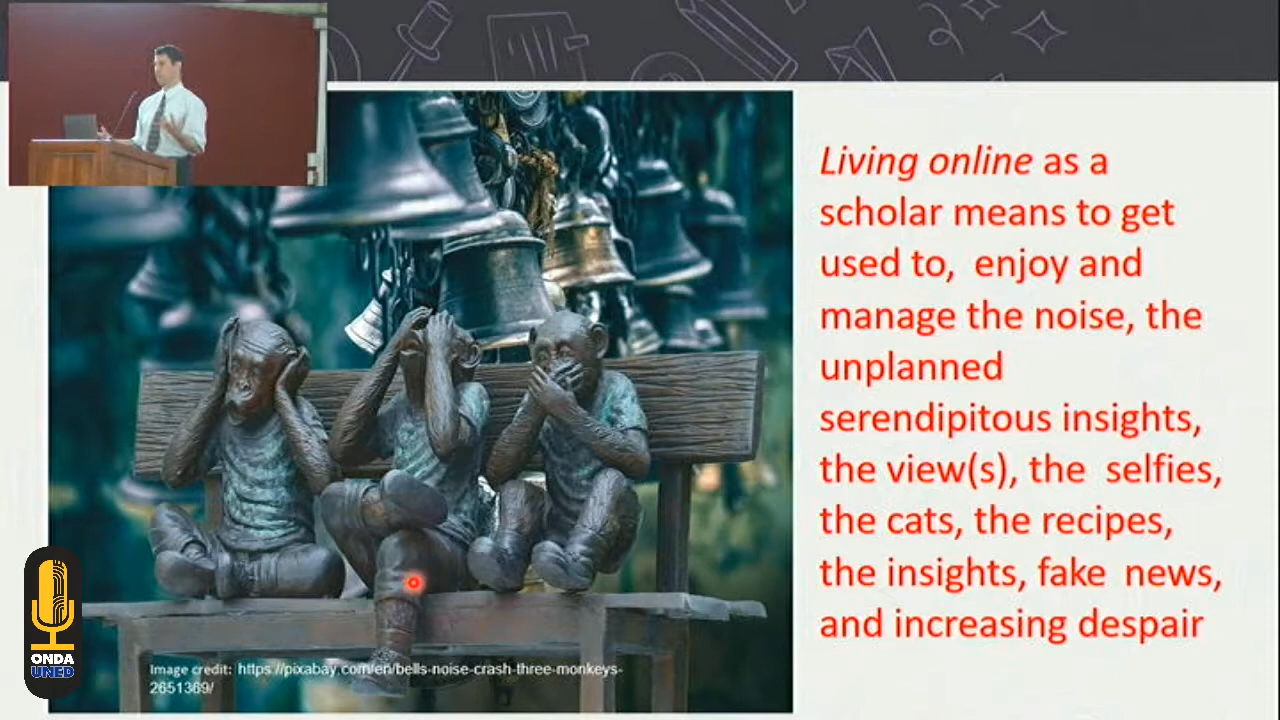 Living online as a
scholar means to get
used to, enjoy and
manage the noise, the
unplanned
serendipitous insights,
the view(s), the selfies,
the cats, the recipes,
the insights, fake news,
and increasing despair
Image credit: https://pixabay.com/en/bells-noise-crash-three-monkeys-
2651369/
ONDA
UNED